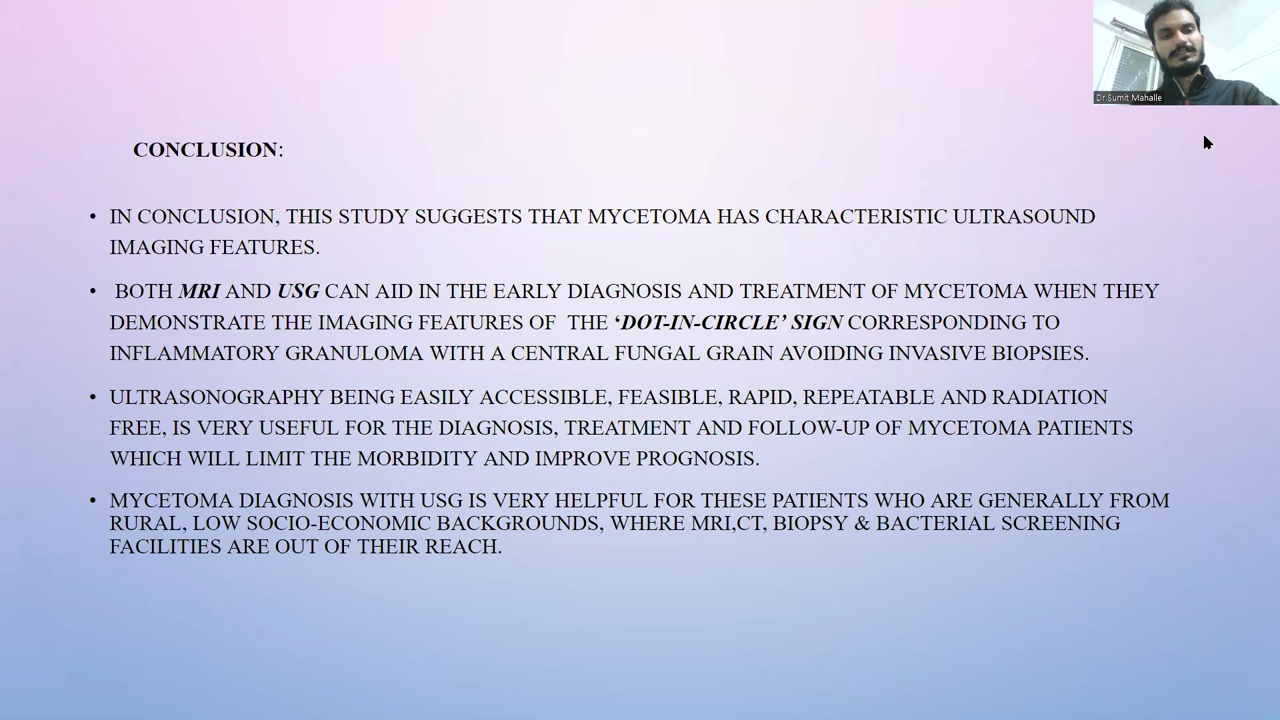 Dr.Sumit Mahalle
CONCLUSION:
• IN CONCLUSION, THIS STUDY SUGGESTS THAT MYCETOMA HAS CHARACTERISTIC ULTRASOUND
IMAGING FEATURES.
• BOTH MRI AND USG CAN AID IN THE EARLY DIAGNOSIS AND TREATMENT OF MYCETOMA WHEN THEY
DEMONSTRATE THE IMAGING FEATURES OF THE ‘DOT-IN-CIRCLE’ SIGN CORRESPONDING TO
INFLAMMATORY GRANULOMA WITH A CENTRAL FUNGAL GRAIN AVOIDING INVASIVE BIOPSIES.
• ULTRASONOGRAPHY BEING EASILY ACCESSIBLE, FEASIBLE, RAPID, REPEATABLE AND RADIATION
FREE, IS VERY USEFUL FOR THE DIAGNOSIS, TREATMENT AND FOLLOW-UP OF MYCETOMA PATIENTS
WHICH WILL LIMIT THE MORBIDITY AND IMPROVE PROGNOSIS.
• MYCETOMA DIAGNOSIS WITH USG IS VERY HELPFUL FOR THESE PATIENTS WHO ARE GENERALLY FROM
RURAL, LOW SOCIO-ECONOMIC BACKGROUNDS, WHERE MRI,CT, BIOPSY & BACTERIAL SCREENING
FACILITIES ARE OUT OF THEIR REACH.